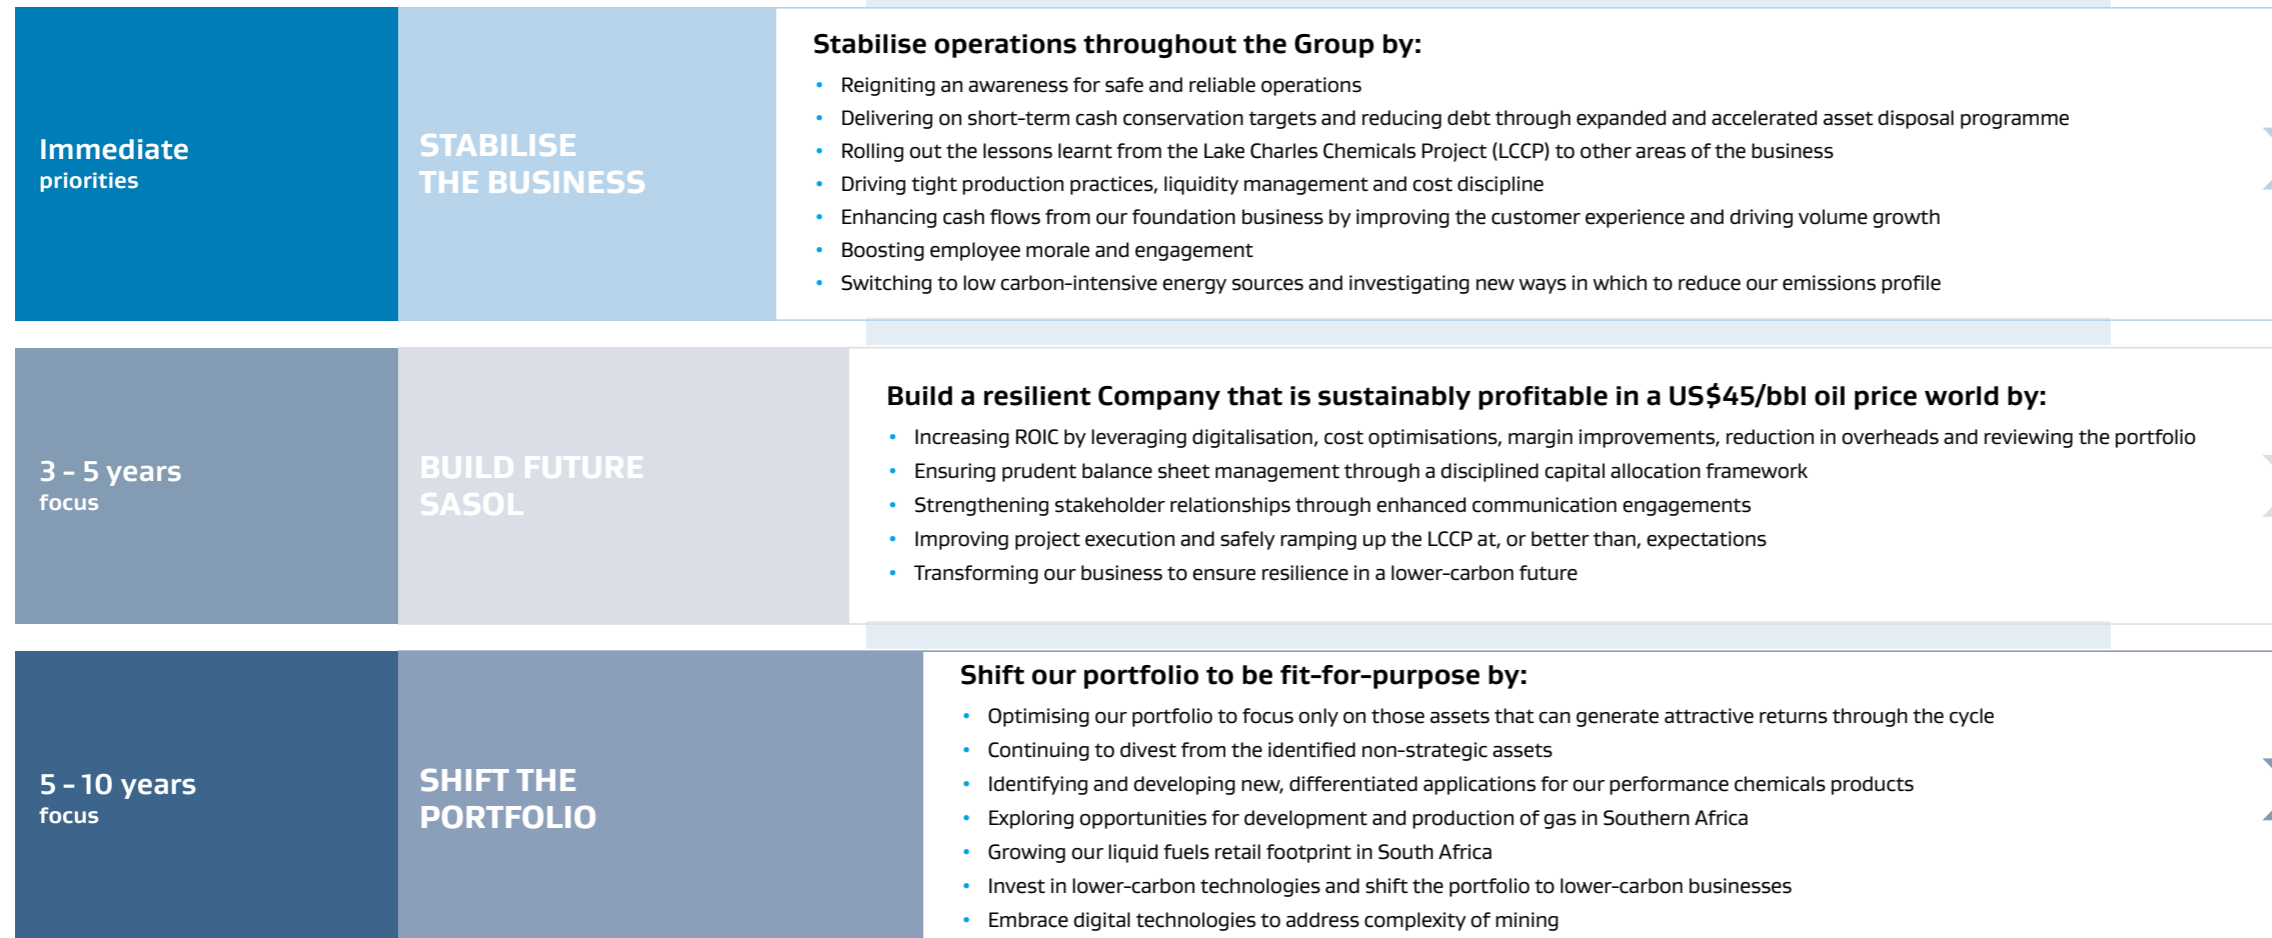 Immediate
priorities
STABILISE
THE BUSINESS
Stabilise operations throughout the Group by:
• Reigniting an awareness for safe and reliable operations
• Delivering on short-term cash conservation targets and reducing debt through expanded and accelerated asset disposal programme
• Rolling out the lessons learnt from the Lake Charles Chemicals Project (LCCP) to other areas of the business
• Driving tight production practices, liquidity management and cost discipline
• Enhancing cash flows from our foundation business by improving the customer experience and driving volume growth
• Boosting employee morale and engagement
• Switching to low carbon-intensive energy sources and investigating new ways in which to reduce our emissions profile
3 - 5 years
focus
BUILD FUTURE
SASOL
Build a resilient Company that is sustainably profitable in a US$45/bbl oil price world by:
• Increasing ROIC by leveraging digitalisation, cost optimisations, margin improvements, reduction in overheads and reviewing the portfolio
• Ensuring prudent balance sheet management through a disciplined capital allocation framework
• Strengthening stakeholder relationships through enhanced communication engagements
• Improving project execution and safely ramping up the LCCP at, or better than, expectations
• Transforming our business to ensure resilience in a lower-carbon future
5 - 10 years
focus
SHIFT THE
PORTFOLIO
Shift our portfolio to be fit-for-purpose by:
• Optimising our portfolio to focus only on those assets that can generate attractive returns through the cycle
• Continuing to divest from the identified non-strategic assets
• Identifying and developing new, differentiated applications for our performance chemicals products
• Exploring opportunities for development and production of gas in Southern Africa
• Growing our liquid fuels retail footprint in South Africa
• Invest in lower-carbon technologies and shift the portfolio to lower-carbon businesses
• Embrace digital technologies to address complexity of mining